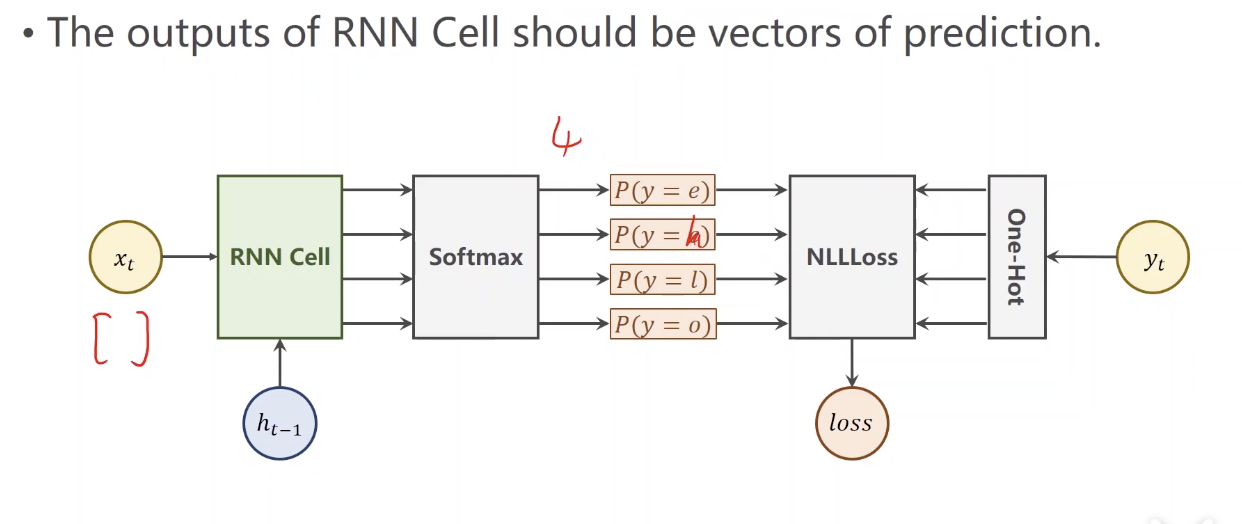 • The outputs of RNN Cell should be vectors of prediction.
4
P(y = e)
P(y = h)
P(y = l)
P(y = o)
x_t
RNN Cell
Softmax
NLLLoss
One-Hot
y_t
[ ]
h_{t-1}
loss